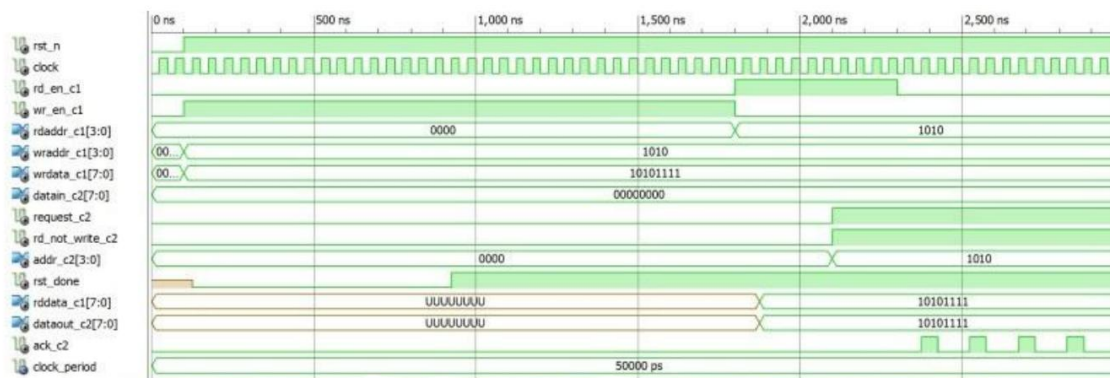 0 ns 500 ns 1,000 ns 1,500 ns 2,000 ns 2,500 ns
rst_n
clock
rd_en_c1
wr_en_c1
rdaddr_c1[3:0] 0000 1010
wraddr_c1[3:0] 00... 1010
wrdata_c1[7:0] 00... 10101111
datain_c2[7:0] 00000000
request_c2
rd_not_write_c2
addr_c2[3:0] 0000 1010
rst_done
rddata_c1[7:0] UUUUUUUU 10101111
dataout_c2[7:0] UUUUUUUU 10101111
ack_c2
clock_period 50000 ps